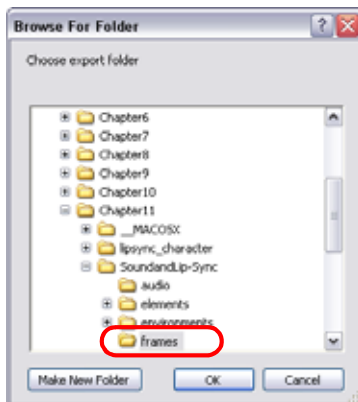 Browse For Folder
Choose export folder
Chapter6
Chapter7
Chapter8
Chapter9
Chapter10
Chapter11
__MACOSX
lipsync_character
SoundandLip-Sync
audio
elements
environments
frames
Make New Folder OK Cancel